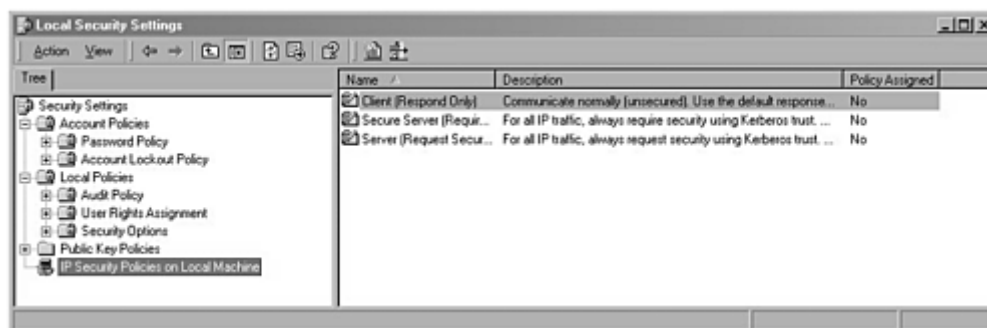 Local Security Settings
Action View
Tree
Security Settings
Account Policies
Password Policy
Account Lockout Policy
Local Policies
Audit Policy
User Rights Assignment
Security Options
Public Key Policies
IP Security Policies on Local Machine
Name Description Policy Assigned
Client (Respond Only) Communicate normally (unsecured). Use the default response... No
Secure Server (Requir... For all IP traffic, always require security using Kerberos trust. ... No
Server (Request Secur... For all IP traffic, always request security using Kerberos trust. ... No